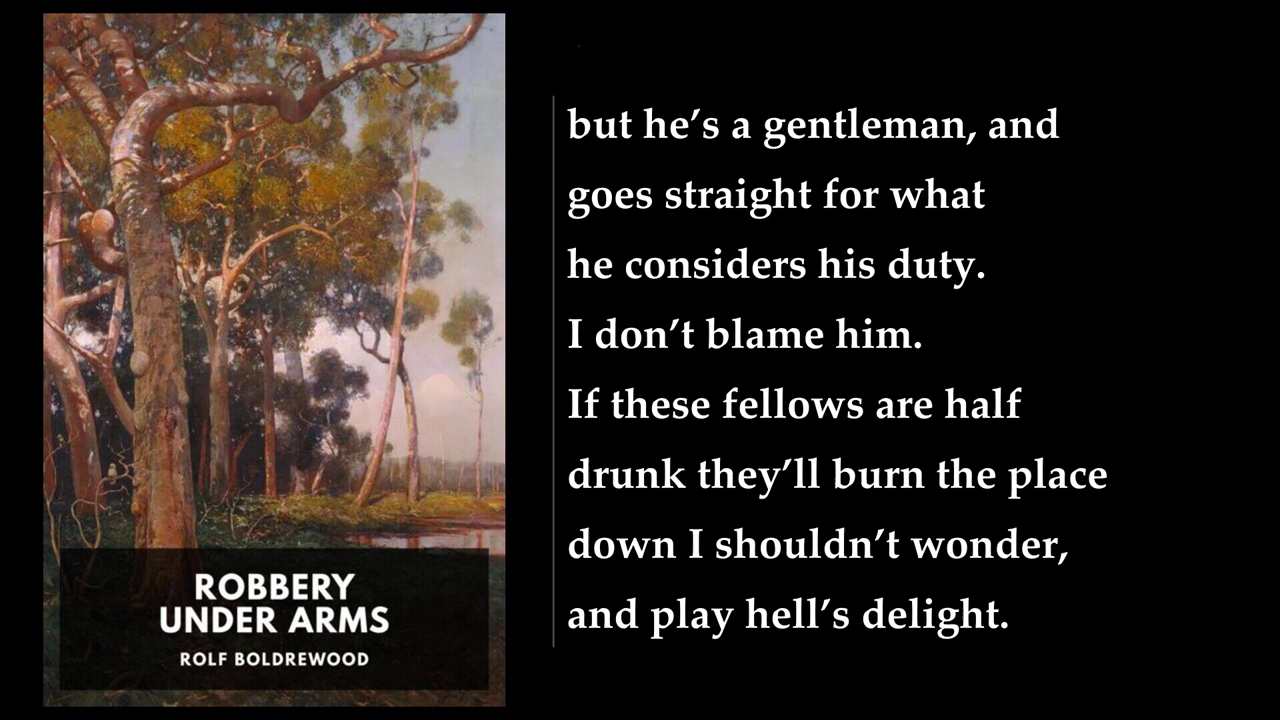 ROBBERY
UNDER ARMS
ROLF BOLDREWOOD
but he’s a gentleman, and
goes straight for what
he considers his duty.
I don’t blame him.
If these fellows are half
drunk they’ll burn the place
down I shouldn’t wonder,
and play hell’s delight.